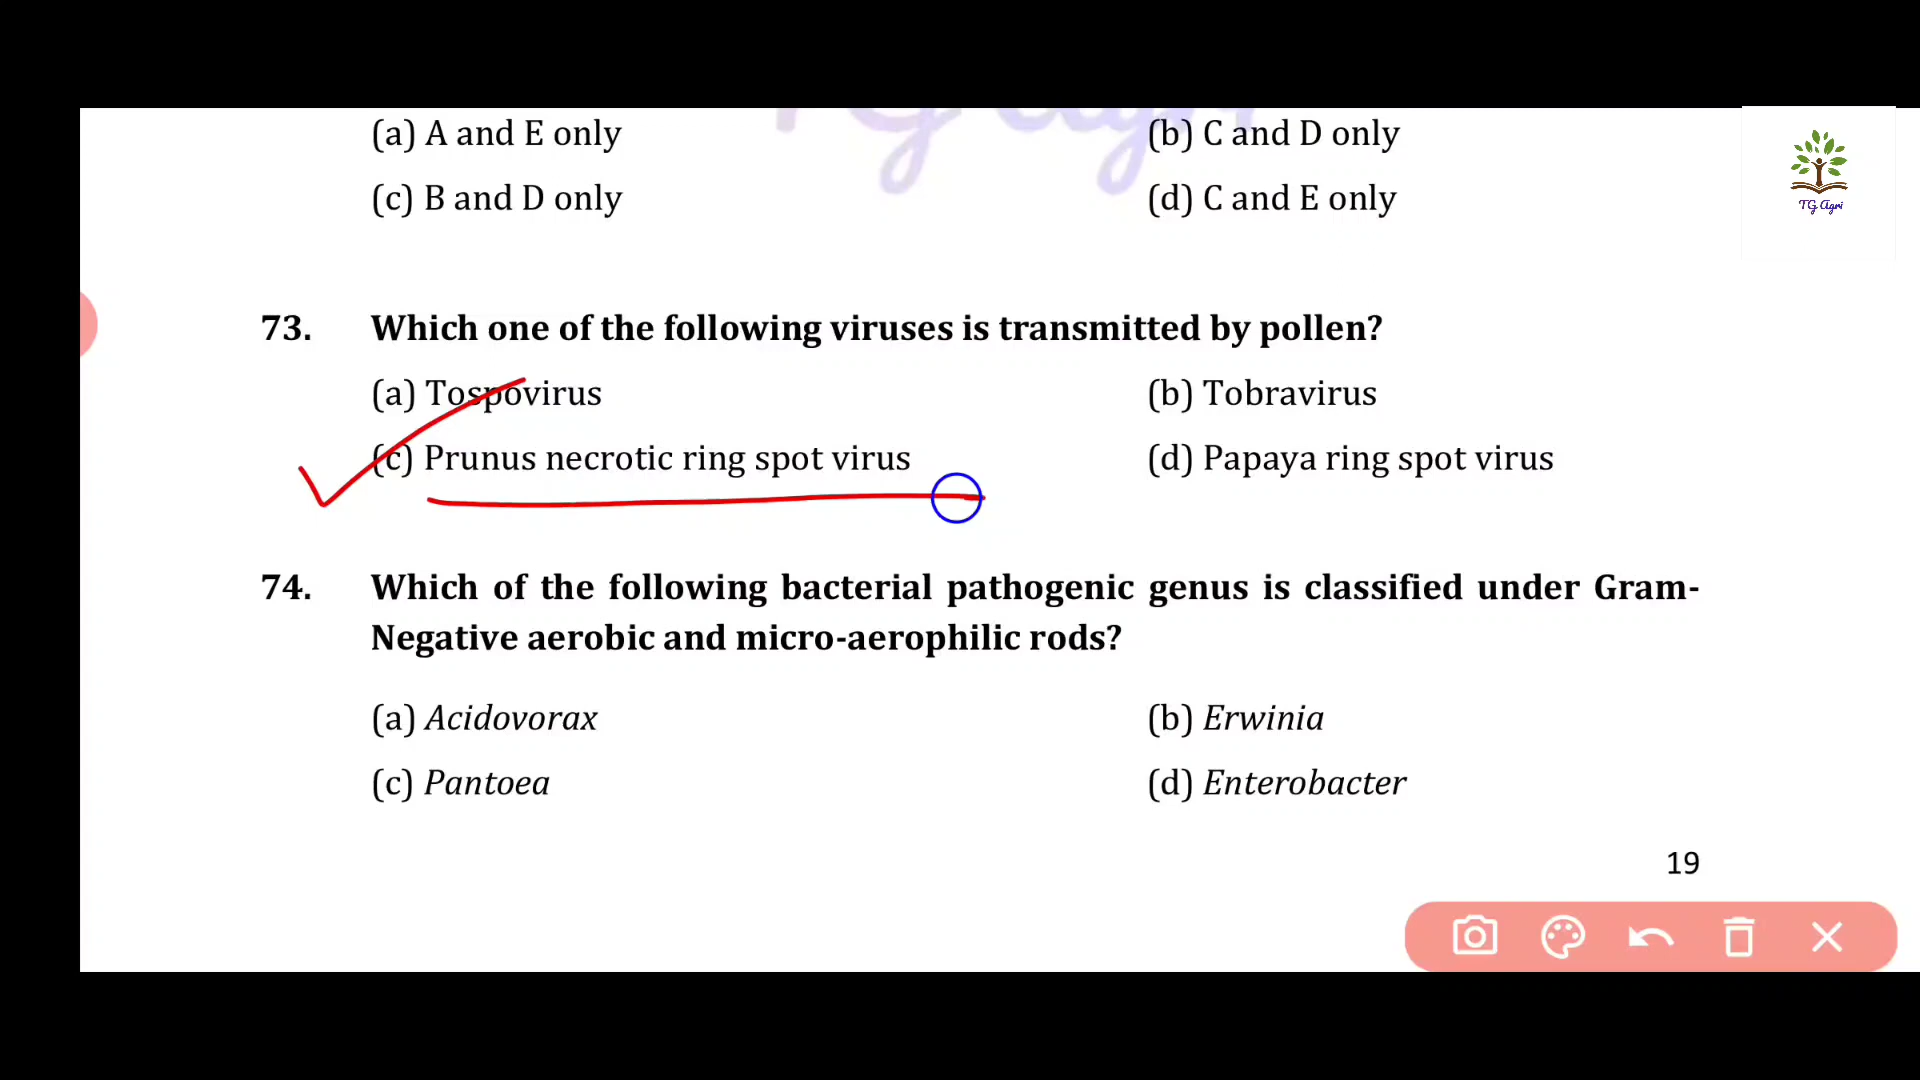 (a) A and E only (b) C and D only
(c) B and D only (d) C and E only
TG Agri
73. Which one of the following viruses is transmitted by pollen?
(a) Tospovirus (b) Tobravirus
(c) Prunus necrotic ring spot virus (d) Papaya ring spot virus
74. Which of the following bacterial pathogenic genus is classified under Gram-
Negative aerobic and micro-aerophilic rods?
(a) Acidovorax (b) Erwinia
(c) Pantoea (d) Enterobacter
19